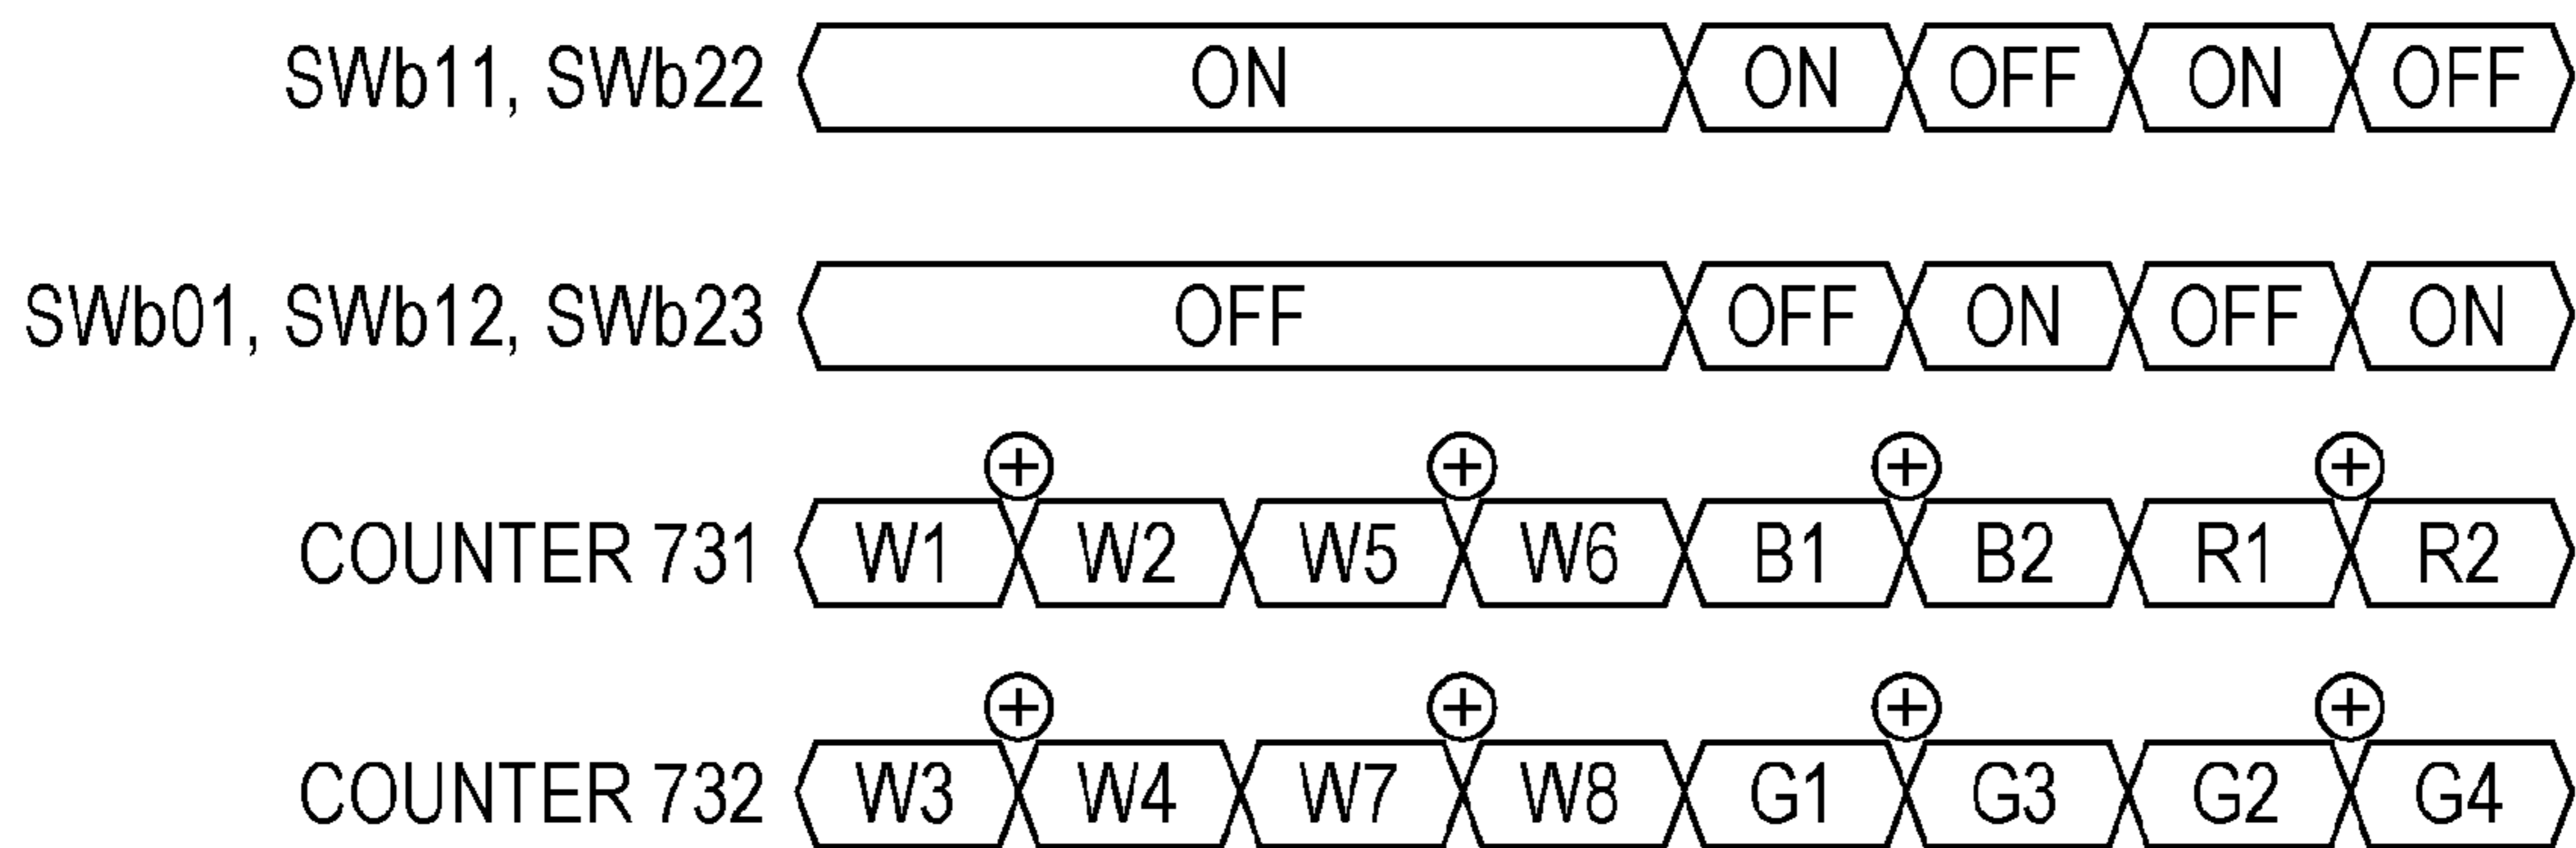 SWb11, SWb22 ON ON OFF ON OFF
SWb01, SWb12, SWb23 OFF OFF ON OFF ON
+ + + +
COUNTER 731 W1 W2 W5 W6 B1 B2 R1 R2
+ + + +
COUNTER 732 W3 W4 W7 W8 G1 G3 G2 G4